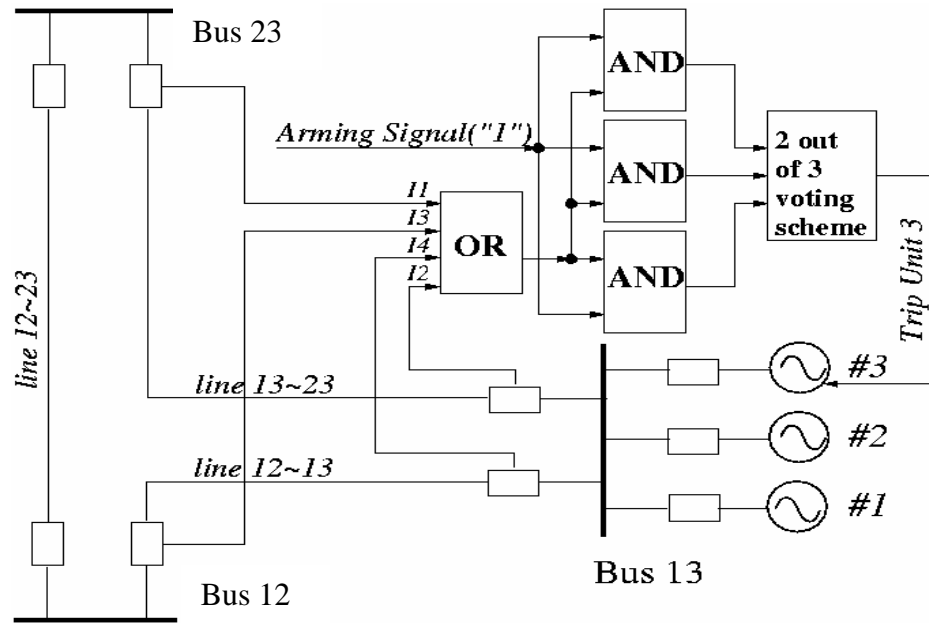 Bus 23
AND
Arming Signal("1")
2 out
of 3
voting
scheme
AND
I1
I3
OR
I4
AND
I2
line 12~23
Trip Unit 3
line 13~23
#3
#2
line 12~13
#1
Bus 13
Bus 12